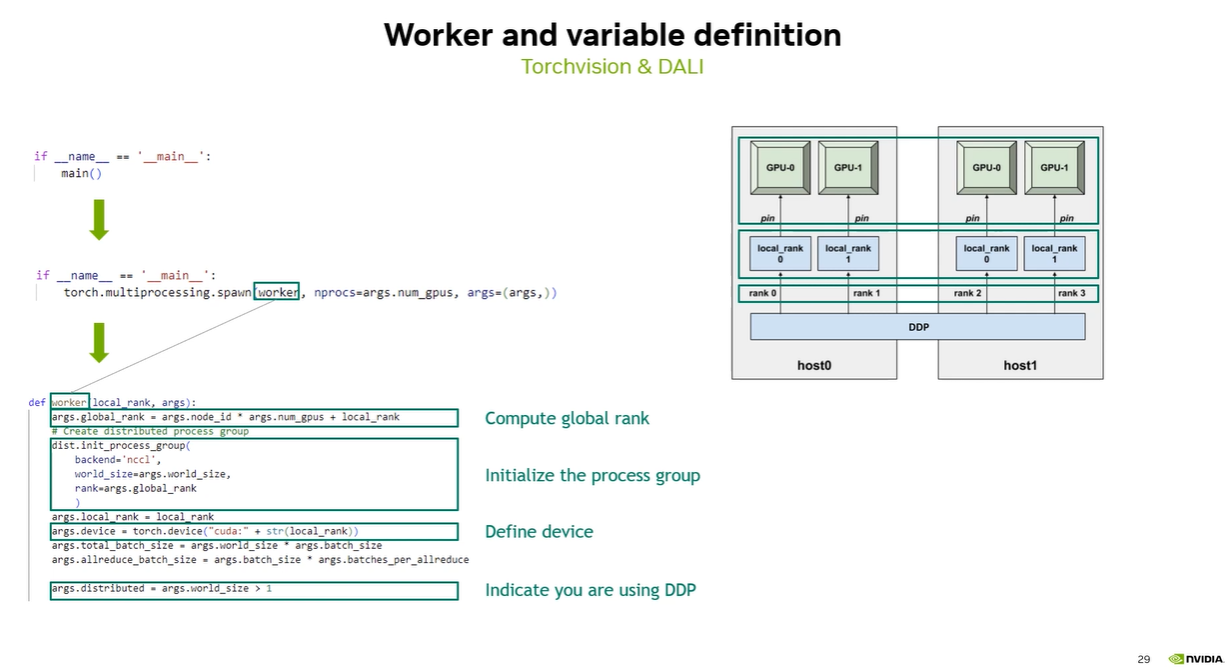 Worker and variable definition
Torchvision & DALI
if __name__ == '__main__':
main()
if __name__ == '__main__':
torch.multiprocessing.spawn(worker, nprocs=args.num_gpus, args=(args,))
def worker(local_rank, args):
args.global_rank = args.node_id * args.num_gpus + local_rank
# Create distributed process group
dist.init_process_group(
backend='nccl',
world_size=args.world_size,
rank=args.global_rank
)
args.local_rank = local_rank
args.device = torch.device("cuda:" + str(local_rank))
args.total_batch_size = args.world_size * args.batch_size
args.allreduce_batch_size = args.batch_size * args.batches_per_allreduce
args.distributed = args.world_size > 1
Compute global rank
Initialize the process group
Define device
Indicate you are using DDP
GPU-0 GPU-1 GPU-0 GPU-1
pin pin pin pin
local_rank local_rank local_rank local_rank
0 1 0 1
rank 0 rank 1 rank 2 rank 3
DDP
host0 host1
29 NVIDIA.